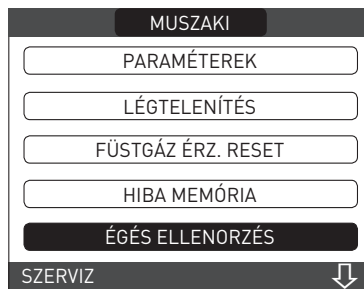 MUSZAKI
PARAMÉTEREK
LÉGTELENÍTÉS
FÜSTGÁZ ÉRZ. RESET
HIBA MEMÓRIA
ÉGÉS ELLENORZÉS
SZERVIZ